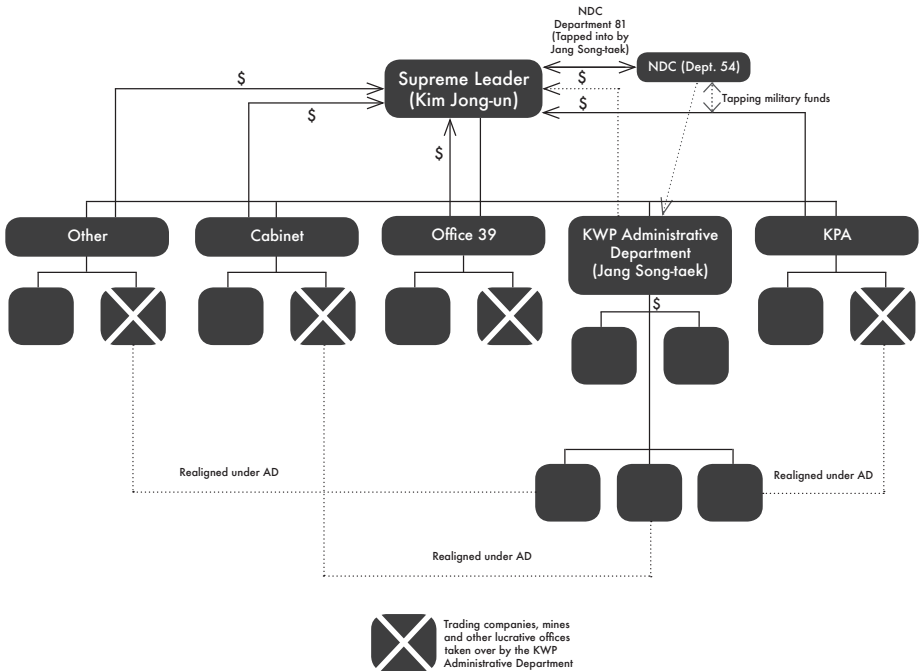 NDC
Department 81
(Tapped into by
Jang Song-taek)
NDC (Dept. 54)
Supreme Leader
(Kim Jong-un)
$
$
$
$
$
Tapping military funds
Other
Cabinet
Office 39
KWP Administrative
Department
(Jang Song-taek)
KPA
$
Realigned under AD
Realigned under AD
Realigned under AD
Trading companies, mines
and other lucrative offices
taken over by the KWP
Administrative Department